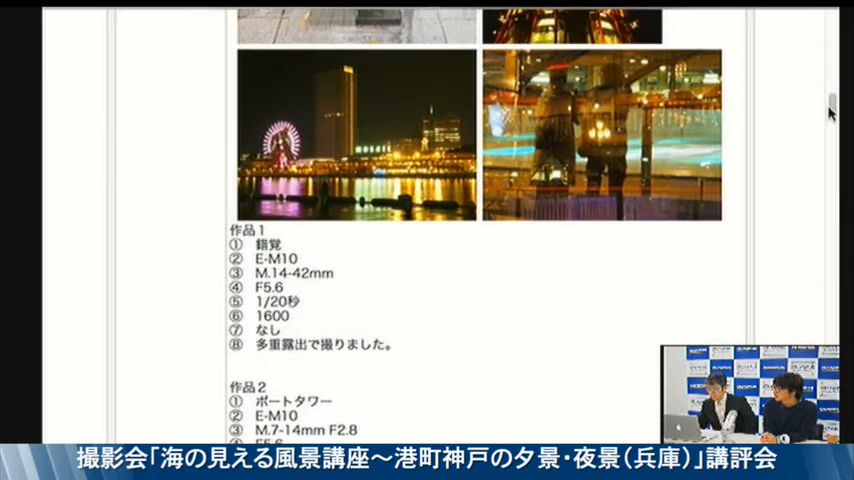 作品1
① 錯覚
② E-M10
③ M.14-42mm
④ F5.6
⑤ 1/20秒
⑥ 1600
⑦ なし
⑧ 多重露出で撮りました。
作品2
① ポートタワー
② E-M10
③ M.7-14mm F2.8
④ F5.6
撮影会「海の見える風景講座～港町神戸の夕景・夜景（兵庫）」講評会